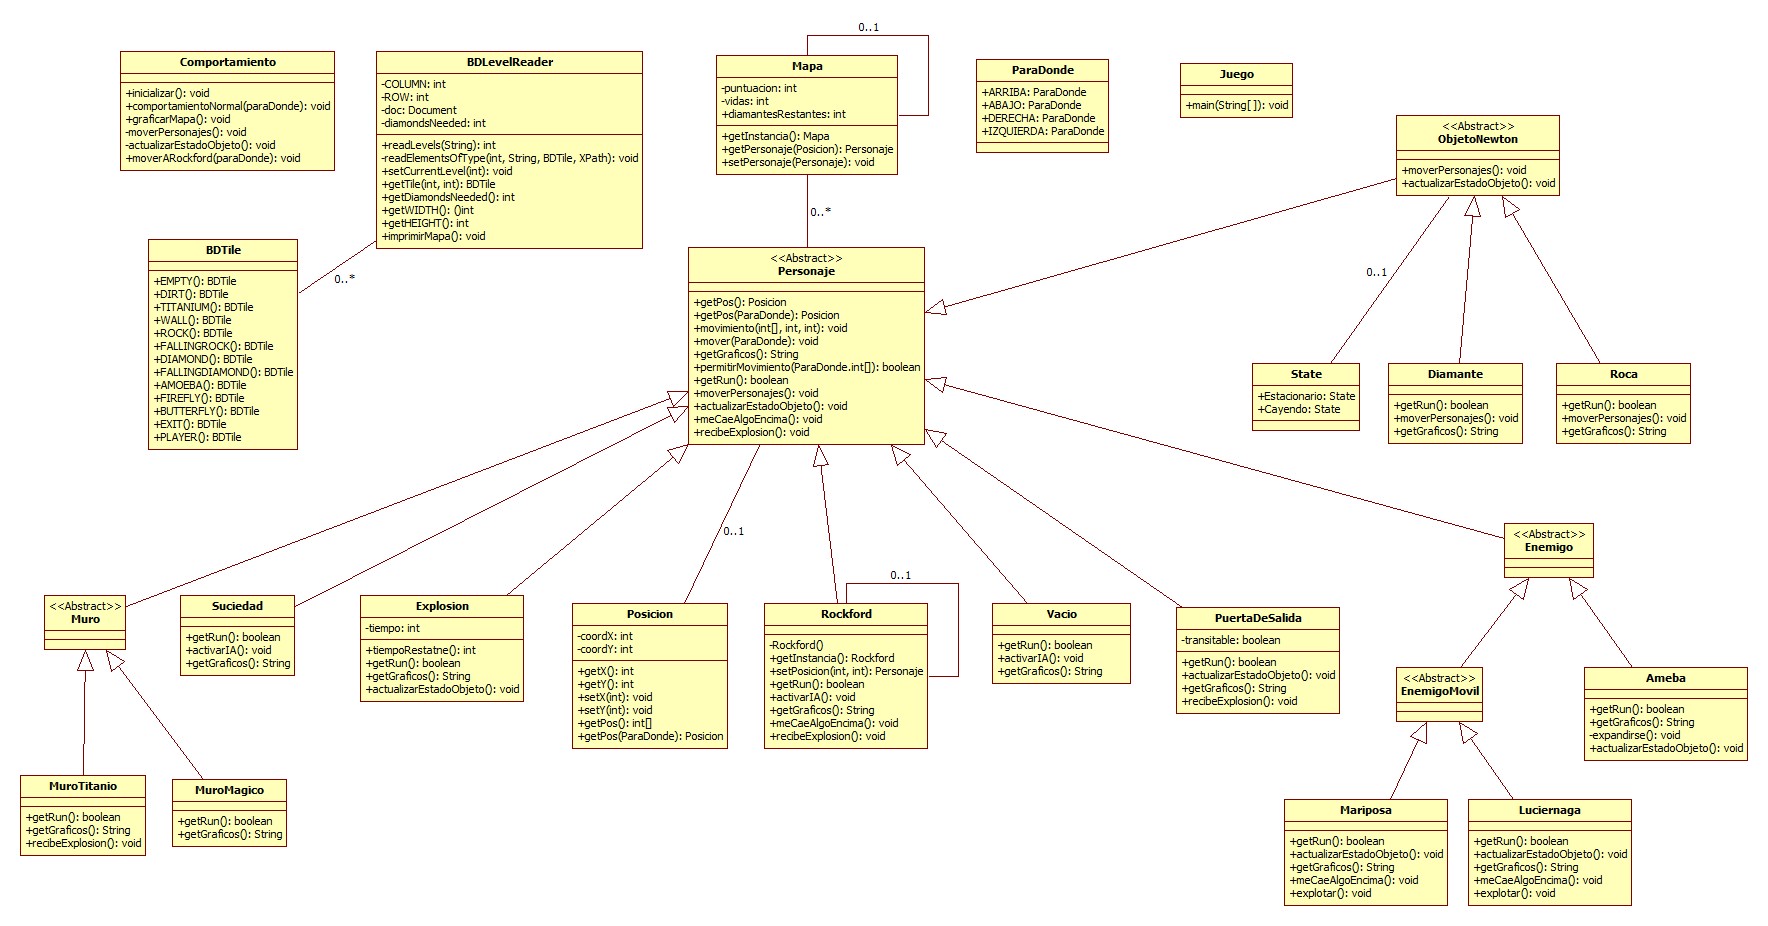 Comportamiento
+inicializar(): void
+comportamientoNormal(paraDonde): void
+graficarMapa(): void
-moverPersonajes(): void
-actualizarEstadoObjeto(): void
+moverARockford(paraDonde): void
BDLevelReader
-COLUMN: int
-ROW: int
-doc: Document
-diamondsNeeded: int
+readLevels(String): int
-readElementsOfType(int, String, BDTile, XPath): void
+setCurrentLevel(int): void
+getTile(int, int): BDTile
+getDiamondsNeeded(): int
+getWIDTH(): ()int
+getHEIGHT(): int
+imprimirMapa(): void
0..1
Mapa
-puntuacion: int
-vidas: int
+diamantesRestantes: int
+getInstancia(): Mapa
+getPersonaje(Posicion): Personaje
+setPersonaje(Personaje): void
ParaDonde
+ARRIBA: ParaDonde
+ABAJO: ParaDonde
+DERECHA: ParaDonde
+IZQUIERDA: ParaDonde
Juego
+main(String[]): void
<<Abstract>>
ObjetoNewton
+moverPersonajes(): void
+actualizarEstadoObjeto(): void
0..*
BDTile
+EMPTY(): BDTile
+DIRT(): BDTile
+TITANIUM(): BDTile
+WALL(): BDTile
+ROCK(): BDTile
+FALLINGROCK(): BDTile
+DIAMOND(): BDTile
+FALLINGDIAMOND(): BDTile
+AMOEBA(): BDTile
+FIREFLY(): BDTile
+BUTTERFLY(): BDTile
+EXIT(): BDTile
+PLAYER(): BDTile
0..*
<<Abstract>>
Personaje
+getPos(): Posicion
+getPos(ParaDonde): Posicion
+movimiento(int[], int, int): void
+mover(ParaDonde): void
+getGraficos(): String
+permitirMovimiento(ParaDonde.int[]): boolean
+getRun(): boolean
+moverPersonajes(): void
+actualizarEstadoObjeto(): void
+meCaeAlgoEncima(): void
+recibeExplosion(): void
0..1
State
+Estacionario: State
+Cayendo: State
Diamante
+getRun(): boolean
+moverPersonajes(): void
+getGraficos(): String
Roca
+getRun(): boolean
+moverPersonajes(): void
+getGraficos(): String
0..1
<<Abstract>>
Enemigo
<<Abstract>>
Muro
Suciedad
+getRun(): boolean
+activarIA(): void
+getGraficos(): String
Explosion
-tiempo: int
+tiempoRestatne(): int
+getRun(): boolean
+getGraficos(): String
+actualizarEstadoObjeto(): void
Posicion
-coordX: int
-coordY: int
+getX(): int
+getY(): int
+setX(int): void
+setY(int): void
+getPos(): int[]
+getPos(ParaDonde): Posicion
0..1
Rockford
-Rockford()
+getInstancia(): Rockford
+setPosicion(int, int): Personaje
+getRun(): boolean
+activarIA(): void
+getGraficos(): String
+meCaeAlgoEncima(): void
+recibeExplosion(): void
Vacio
+getRun(): boolean
+activarIA(): void
+getGraficos(): String
PuertaDeSalida
-transitable: boolean
+getRun(): boolean
+actualizarEstadoObjeto(): void
+getGraficos(): String
+recibeExplosion(): void
<<Abstract>>
EnemigoMovil
Ameba
+getRun(): boolean
+getGraficos(): String
-expandirse(): void
+actualizarEstadoObjeto(): void
MuroTitanio
+getRun(): boolean
+getGraficos(): String
+recibeExplosion(): void
MuroMagico
+getRun(): boolean
+getGraficos(): String
Mariposa
+getRun(): boolean
+actualizarEstadoObjeto(): void
+getGraficos(): String
+meCaeAlgoEncima(): void
+explotar(): void
Luciernaga
+getRun(): boolean
+actualizarEstadoObjeto(): void
+getGraficos(): String
+meCaeAlgoEncima(): void
+explotar(): void